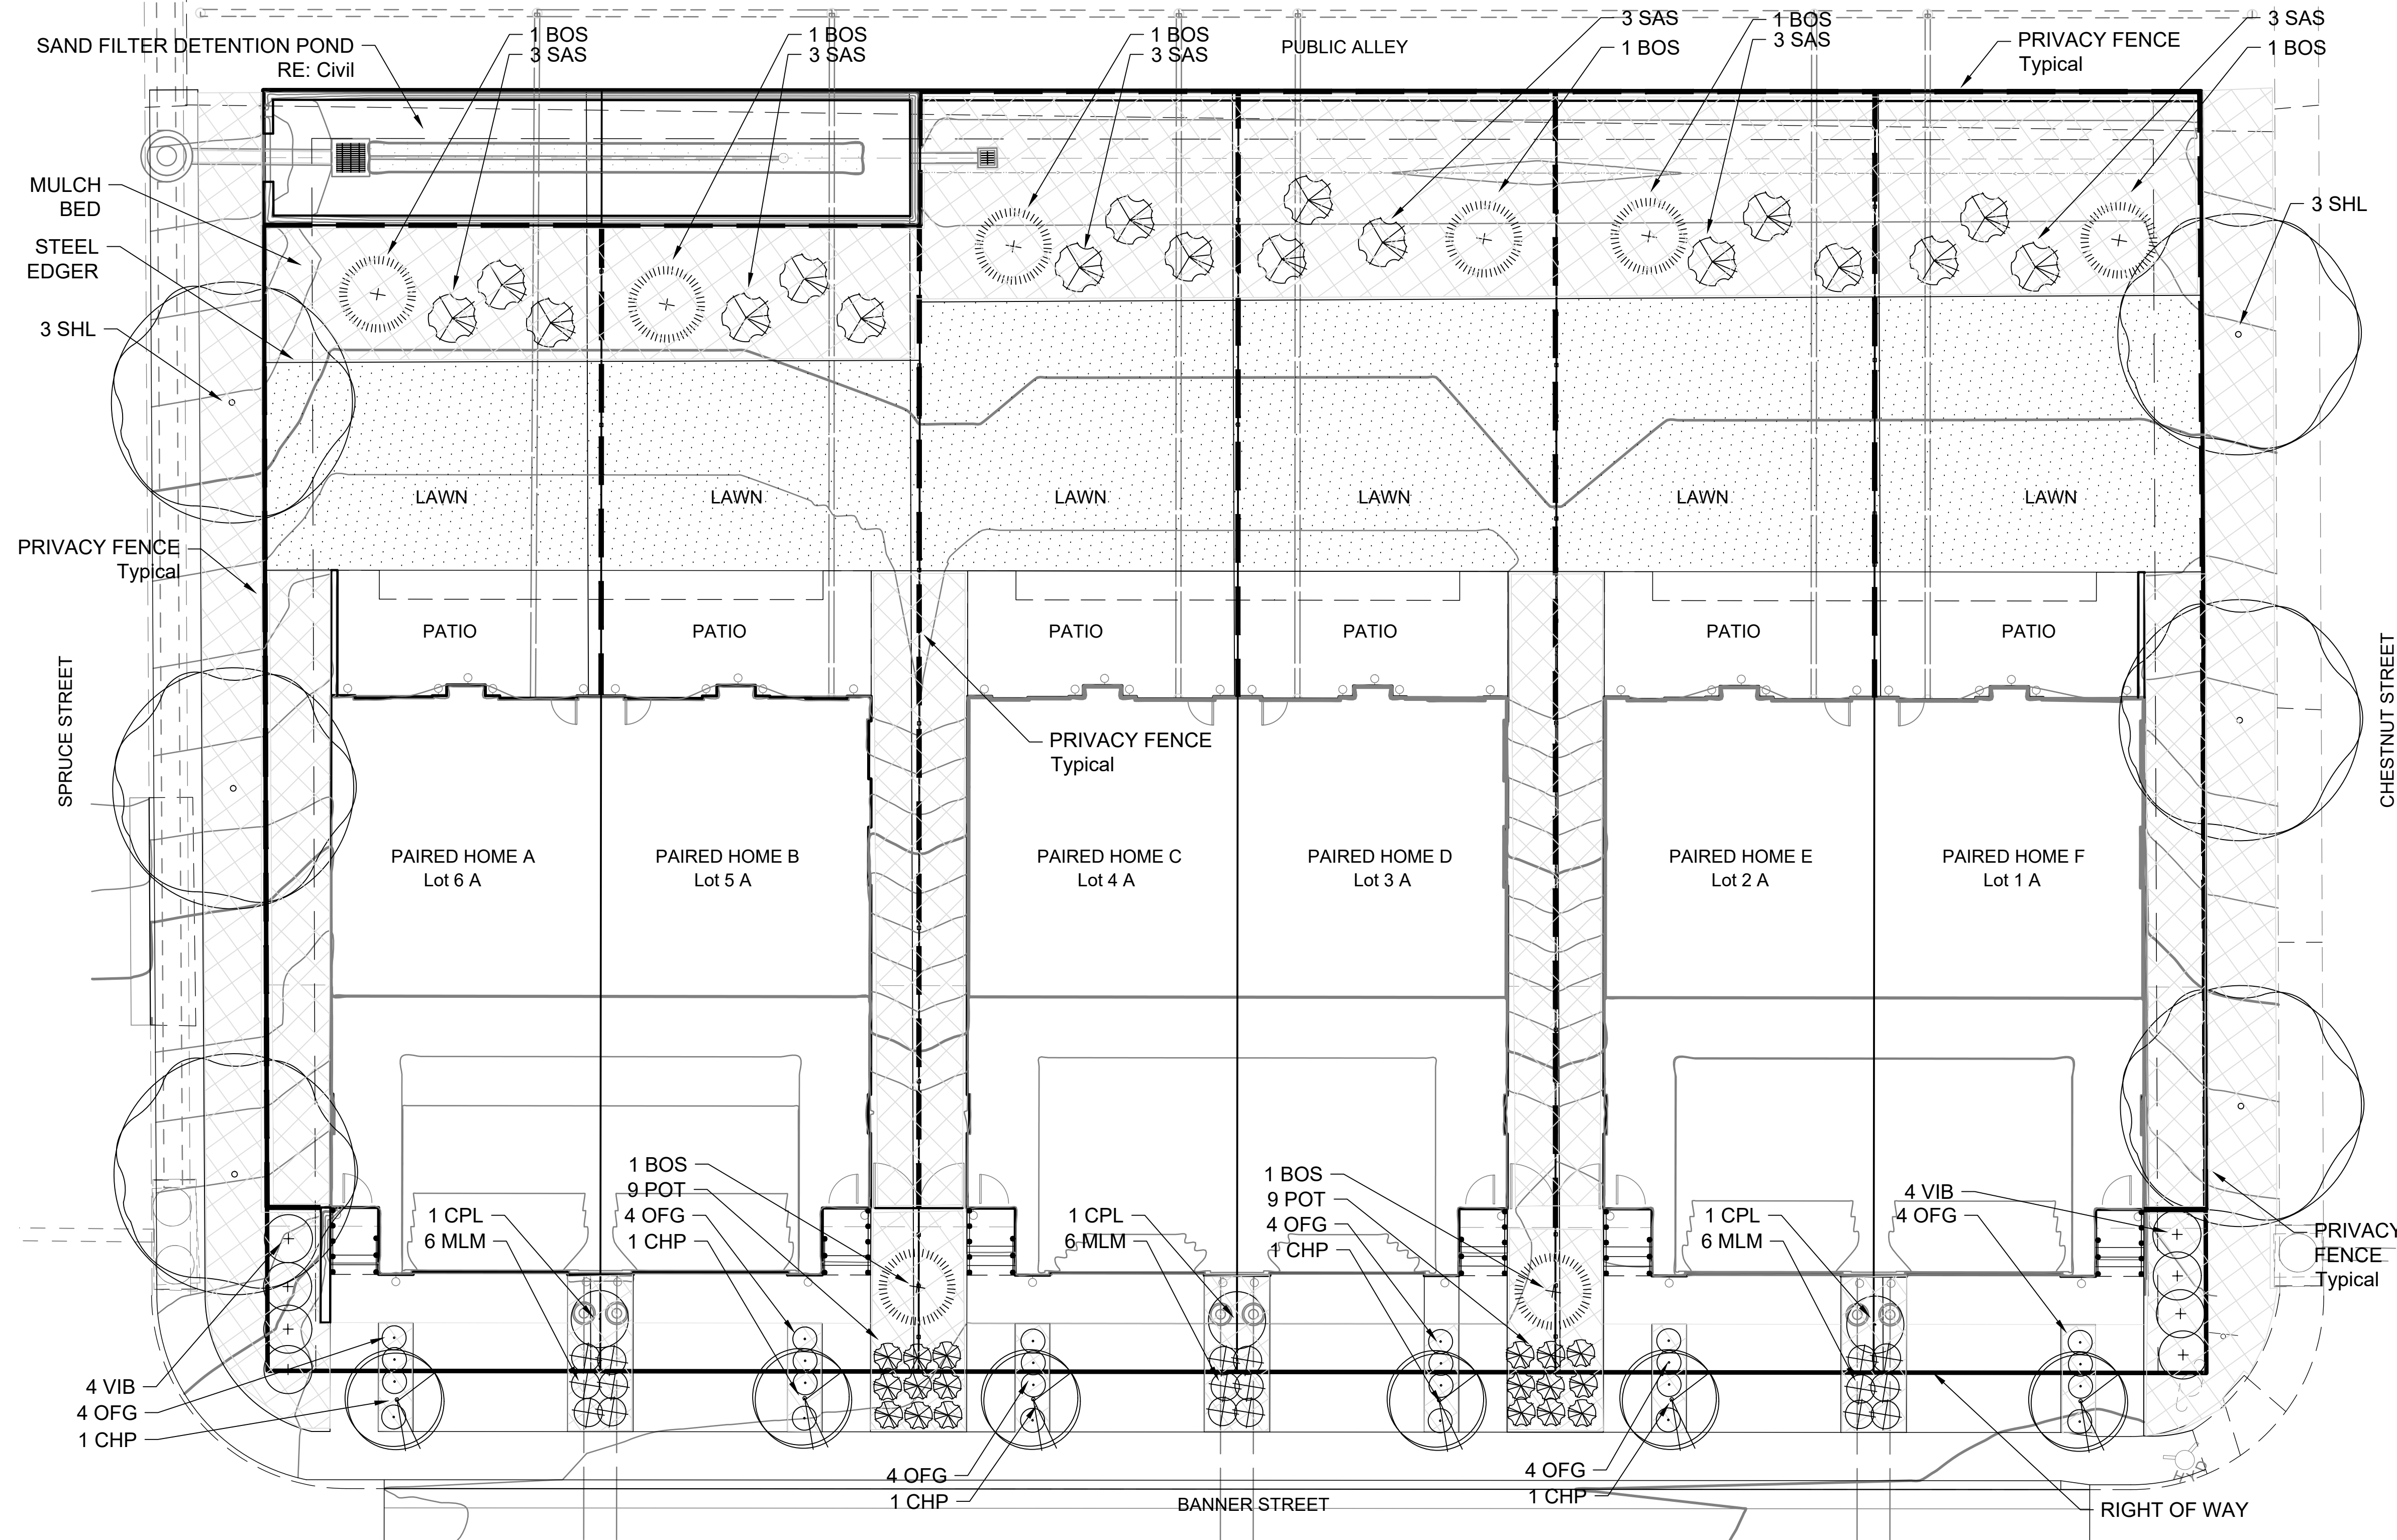 3 SAS
1 BOS
3 SAS
1 BOS
3 SAS
1 BOS
3 SAS
1 BOS
3 SAS
PUBLIC ALLEY
1 BOS
1 BOS
3 SAS
1 BOS
SAND FILTER DETENTION POND
RE: Civil
PRIVACY FENCE
Typical
MULCH
BED
STEEL
EDGER
3 SHL
3 SHL
LAWN
LAWN
LAWN
LAWN
LAWN
LAWN
PRIVACY FENCE
Typical
PATIO
PATIO
PATIO
PATIO
PATIO
PATIO
SPRUCE STREET
CHESTNUT STREET
PRIVACY FENCE
Typical
PAIRED HOME A
Lot 6 A
PAIRED HOME B
Lot 5 A
PAIRED HOME C
Lot 4 A
PAIRED HOME D
Lot 3 A
PAIRED HOME E
Lot 2 A
PAIRED HOME F
Lot 1 A
1 CPL
6 MLM
1 BOS
9 POT
4 OFG
1 CHP
1 CPL
6 MLM
1 BOS
9 POT
4 OFG
1 CHP
1 CPL
6 MLM
4 VIB
4 OFG
PRIVACY
FENCE
Typical
4 VIB
4 OFG
1 CHP
4 OFG
1 CHP
4 OFG
1 CHP
BANNER STREET
RIGHT OF WAY